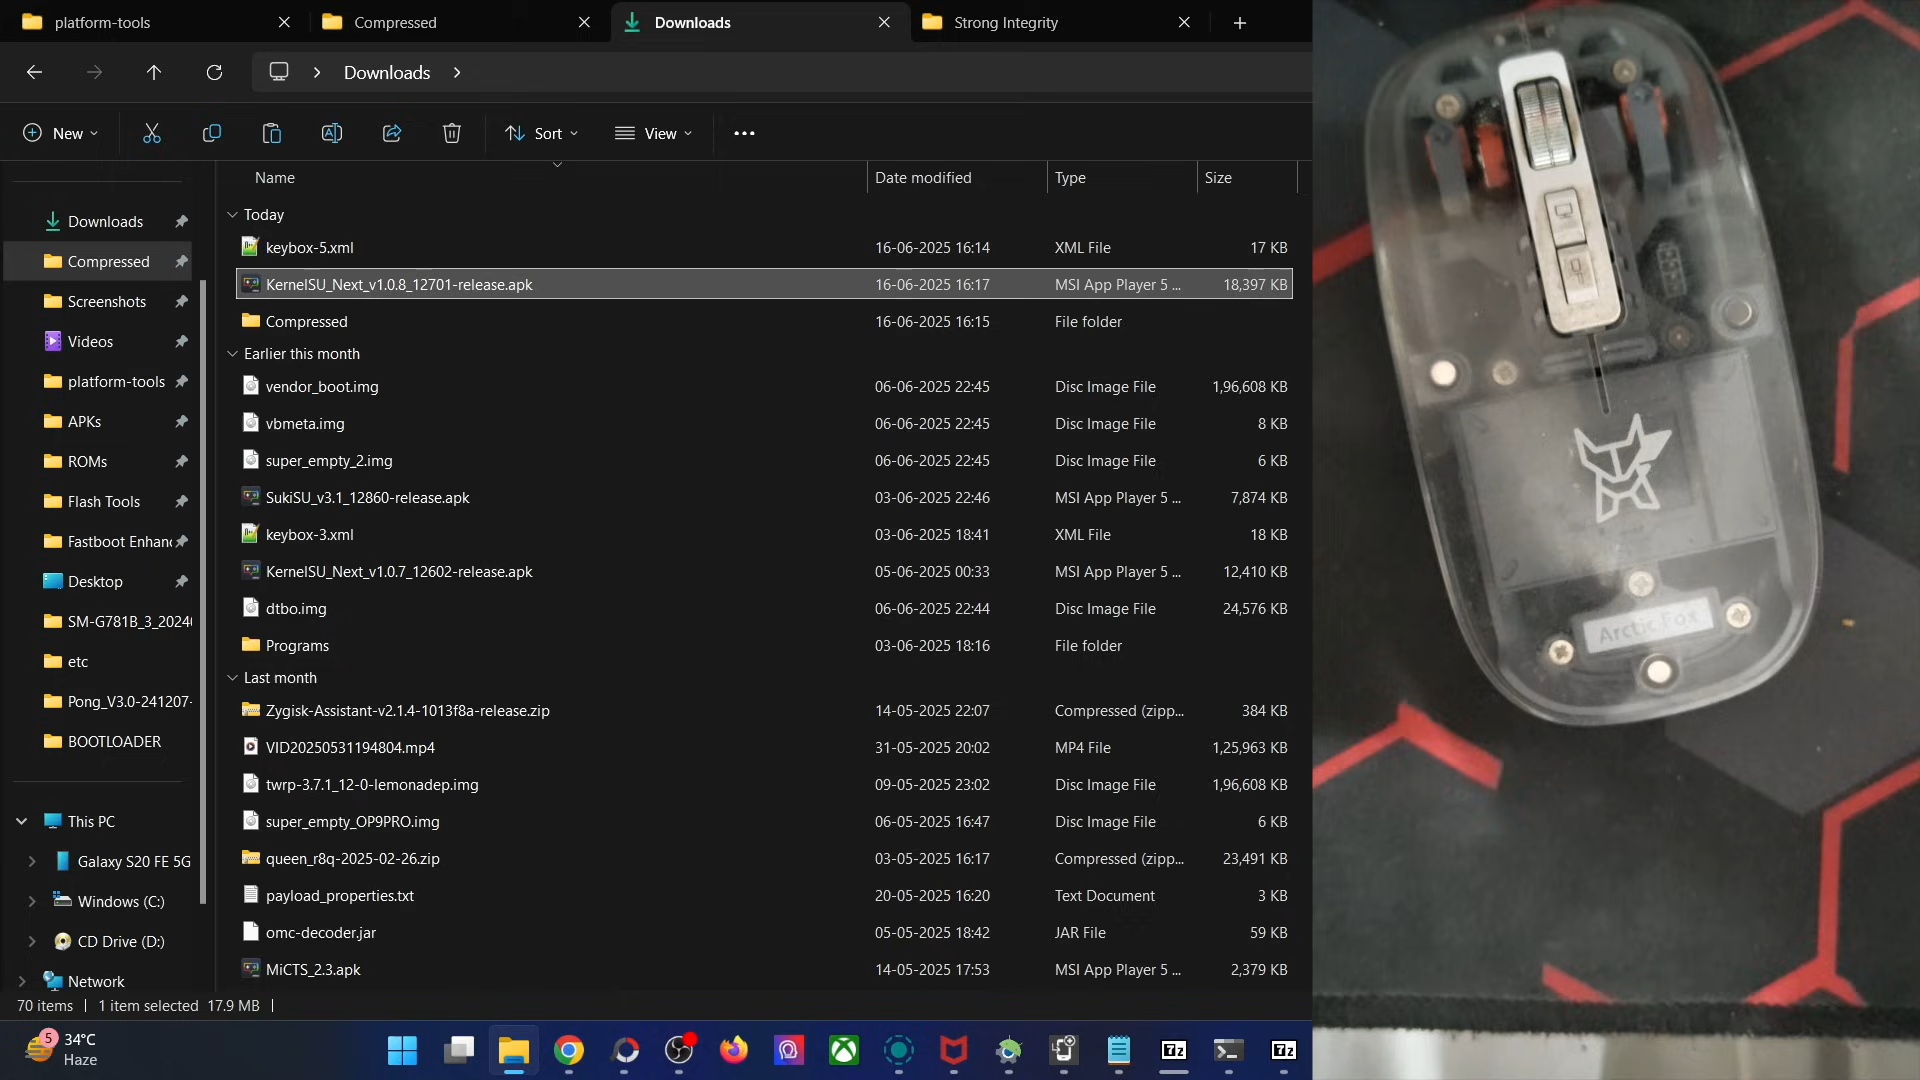 platform-tools
Compressed
Downloads
Strong Integrity
Downloads
New
Sort
View
Name Date modified Type Size
Today
keybox-5.xml 16-06-2025 16:14 XML File 17 KB
KernelSU_Next_v1.0.8_12701-release.apk 16-06-2025 16:17 MSI App Player 5 ... 18,397 KB
Compressed 16-06-2025 16:15 File folder
Earlier this month
vendor_boot.img 06-06-2025 22:45 Disc Image File 1,96,608 KB
vbmeta.img 06-06-2025 22:45 Disc Image File 8 KB
super_empty_2.img 06-06-2025 22:45 Disc Image File 6 KB
SukiSU_v3.1_12860-release.apk 03-06-2025 22:46 MSI App Player 5 ... 7,874 KB
keybox-3.xml 03-06-2025 18:41 XML File 18 KB
KernelSU_Next_v1.0.7_12602-release.apk 05-06-2025 00:33 MSI App Player 5 ... 12,410 KB
dtbo.img 06-06-2025 22:44 Disc Image File 24,576 KB
Programs 03-06-2025 18:16 File folder
Last month
Zygisk-Assistant-v2.1.4-1013f8a-release.zip 14-05-2025 22:07 Compressed (zipp... 384 KB
VID20250531194804.mp4 31-05-2025 20:02 MP4 File 1,25,963 KB
twrp-3.7.1_12-0-lemonadep.img 09-05-2025 23:02 Disc Image File 1,96,608 KB
super_empty_OP9PRO.img 06-05-2025 16:47 Disc Image File 6 KB
queen_r8q-2025-02-26.zip 03-05-2025 16:17 Compressed (zipp... 23,491 KB
payload_properties.txt 20-05-2025 16:20 Text Document 3 KB
omc-decoder.jar 05-05-2025 18:42 JAR File 59 KB
MiCTS_2.3.apk 14-05-2025 17:53 MSI App Player 5 ... 2,379 KB
Downloads
Compressed
Screenshots
Videos
platform-tools
APKs
ROMs
Flash Tools
Fastboot Enhanc
Desktop
SM-G781B_3_2024
etc
Pong_V3.0-241207-
BOOTLOADER
This PC
Galaxy S20 FE 5G
Windows (C:)
CD Drive (D:)
Network
70 items 1 item selected 17.9 MB
5
34°C
Haze
7z
7z
Arctic Fox